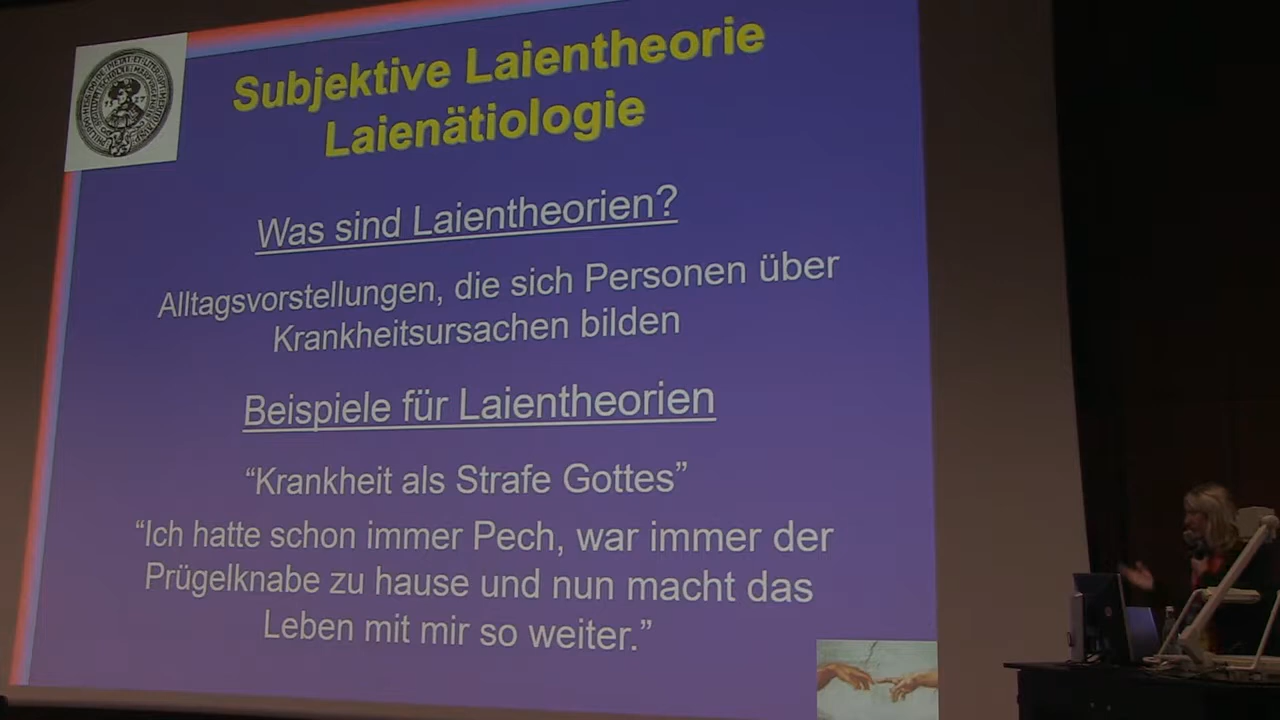 Subjektive Laientheorie
Laienätiologie
Was sind Laientheorien?
Alltagsvorstellungen, die sich Personen über
Krankheitsursachen bilden
Beispiele für Laientheorien
“Krankheit als Strafe Gottes”
“Ich hatte schon immer Pech, war immer der
Prügelknabe zu hause und nun macht das
Leben mit mir so weiter.”